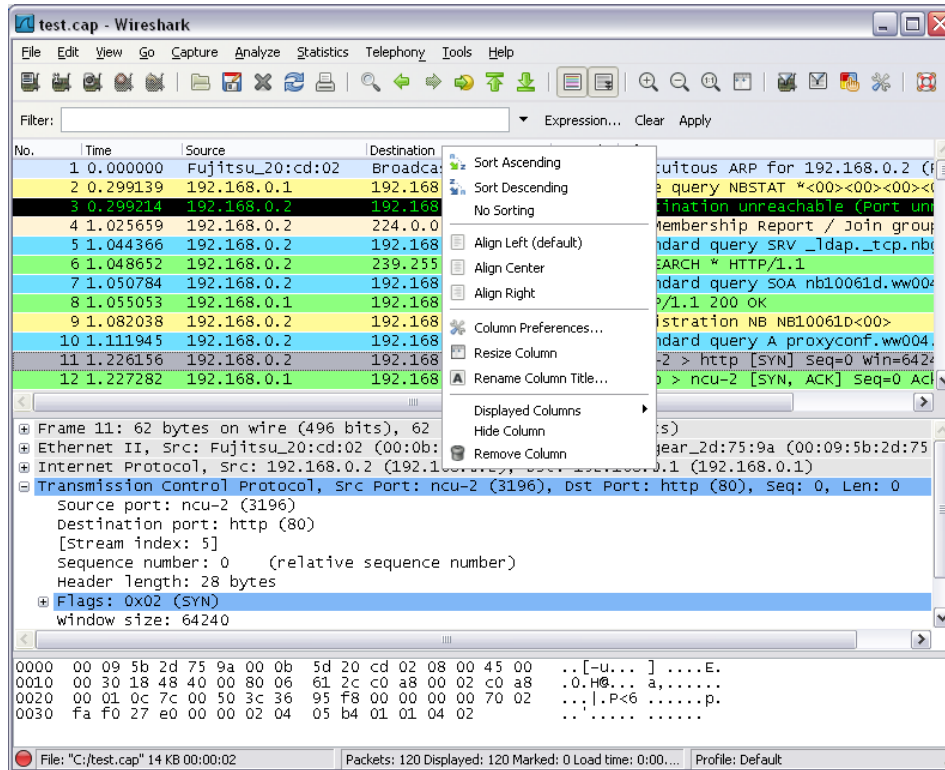 test.cap - Wireshark
File Edit View Go Capture Analyze Statistics Telephony Tools Help
Filter: Expression... Clear Apply
No. Time Source Destination
1 0.000000 Fujitsu_20:cd:02 Broadca uitous ARP for 192.168.0.2
2 0.299139 192.168.0.1 192.168 query NBSTAT *<00><00><00>
3 0.299214 192.168.0.2 192.168 tination unreachable (Port
4 1.025659 192.168.0.2 224.0.0 Membership Report / Join group
5 1.044366 192.168.0.2 192.168 ndard query SRV _ldap._tcp.nbg
6 1.048652 192.168.0.2 239.255 EARCH * HTTP/1.1
7 1.050784 192.168.0.2 192.168 ndard query SOA nb10061d.ww004
8 1.055053 192.168.0.1 192.168 P/1.1 200 OK
9 1.082038 192.168.0.2 192.168 istration NB NB10061D<00>
10 1.111945 192.168.0.2 192.168 ndard query A proxyconf.ww004.
11 1.226156 192.168.0.2 192.168 -2 > http [SYN] Seq=0 Win=6424
12 1.227282 192.168.0.1 192.168 > ncu-2 [SYN, ACK] Seq=0
Sort Ascending
Sort Descending
No Sorting
Align Left (default)
Align Center
Align Right
Column Preferences...
Resize Column
Rename Column Title...
Displayed Columns
Hide Column
Remove Column
Frame 11: 62 bytes on wire (496 bits), 62 s)
Ethernet II, Src: Fujitsu_20:cd:02 (00:0b: gear_2d:75:9a (00:09:5b:2d:75
Internet Protocol, Src: 192.168.0.2 (192.1 .0.1 (192.168.0.1)
Transmission Control Protocol, Src Port: ncu-2 (3196), Dst Port: http (80), Seq: 0, Len: 0
Source port: ncu-2 (3196)
Destination port: http (80)
[Stream index: 5]
Sequence number: 0 (relative sequence number)
Header length: 28 bytes
Flags: 0x02 (SYN)
Window size: 64240
0000 00 09 5b 2d 75 9a 00 0b 5d 20 cd 02 08 00 45 00 ..[-u... ] ....E.
0010 00 30 18 48 40 00 80 06 61 2c c0 a8 00 02 c0 a8 .0.H@... a,......
0020 00 01 0c 7c 00 50 3c 36 95 f8 00 00 00 00 70 02 ...|.P<6 ......p.
0030 fa f0 27 e0 00 00 02 04 05 b4 01 01 04 02 ..'..... ......
File: "C:/test.cap" 14 KB 00:00:02 Packets: 120 Displayed: 120 Marked: 0 Load time: 0:00.... Profile: Default